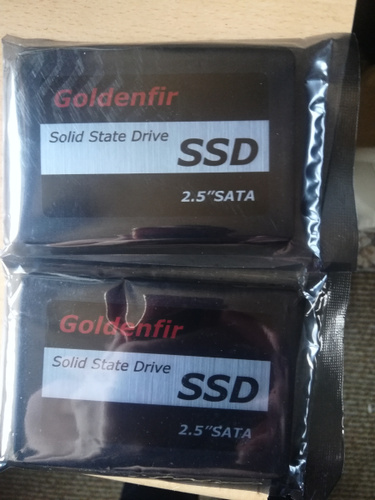 Goldenfir
Solid State Drive
SSD
2.5"SATA
Goldenfir
Solid State Drive
SSD
2.5"SATA